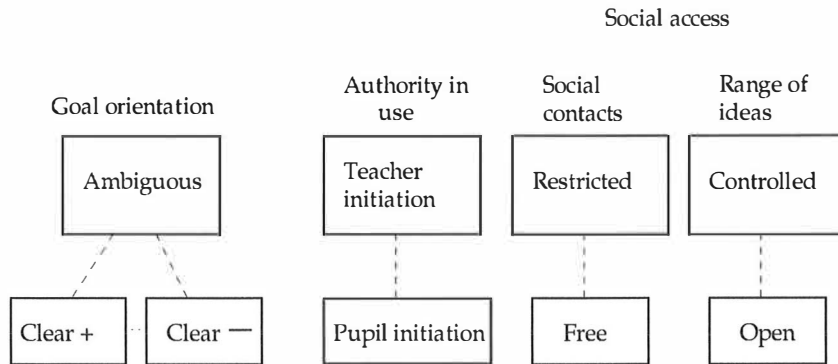 Social access
Goal orientation
Authority in
use
Social
contacts
Range of
ideas
Ambiguous
Teacher
initiation
Restricted
Controlled
Clear +
Clear —
Pupil initiation
Free
Open